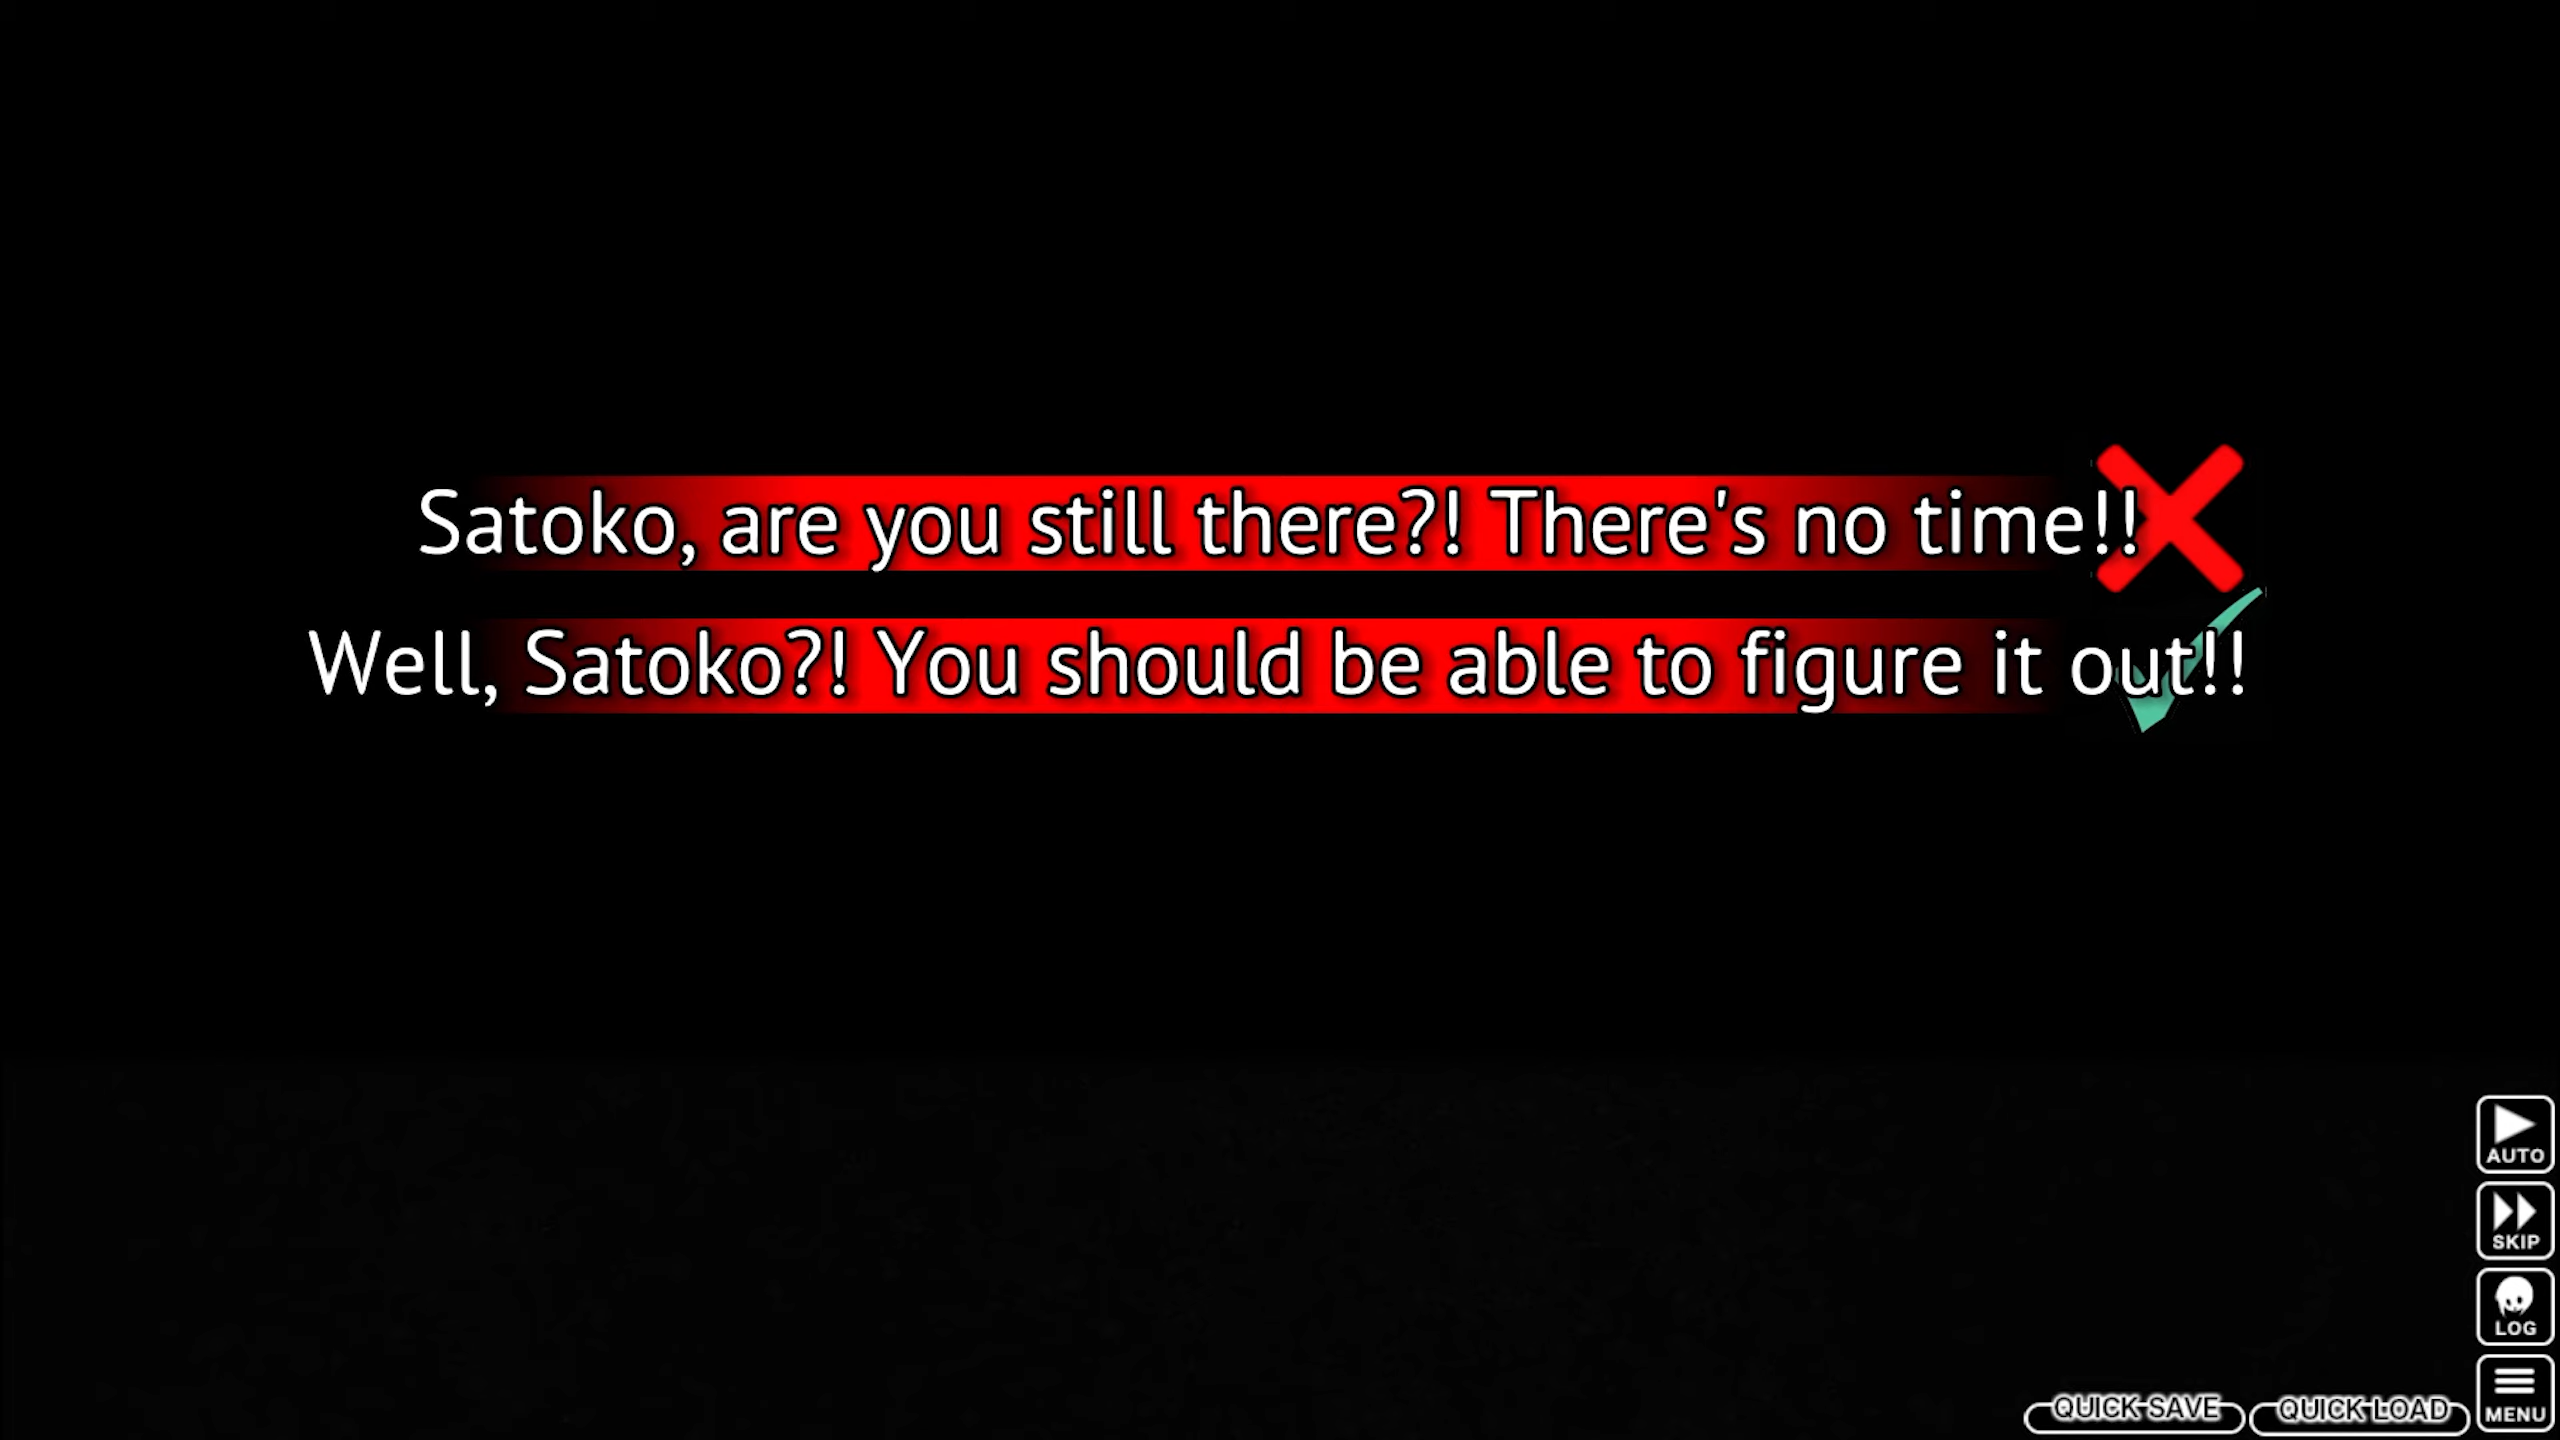 Satoko, are you still there?! There's no time!!
Well, Satoko?! You should be able to figure it out!!
AUTO
SKIP
LOG
MENU
QUICK SAVE
QUICK LOAD